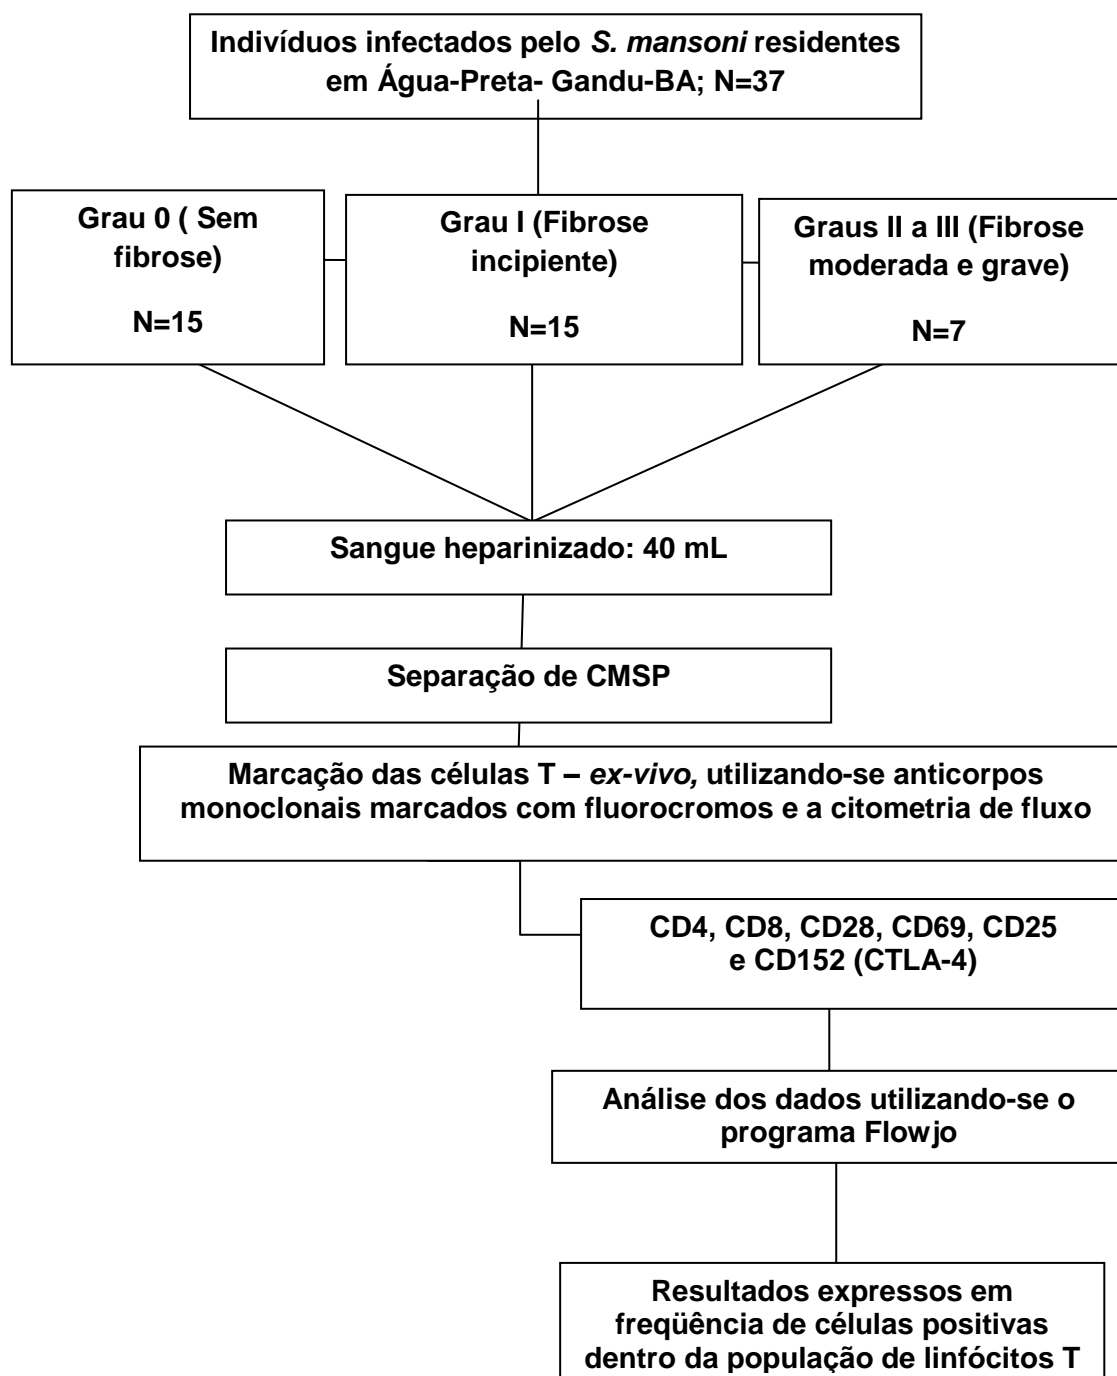 Indivíduos infectados pelo S. mansoni residentes
em Água-Preta- Gandu-BA; N=37
Grau 0 ( Sem
fibrose)
N=15
Grau I (Fibrose
incipiente)
N=15
Graus II a III (Fibrose
moderada e grave)
N=7
Sangue heparinizado: 40 mL
Separação de CMSP
Marcação das células T – ex-vivo, utilizando-se anticorpos
monoclonais marcados com fluorocromos e a citometria de fluxo
CD4, CD8, CD28, CD69, CD25
e CD152 (CTLA-4)
Análise dos dados utilizando-se o
programa Flowjo
Resultados expressos em
freqüência de células positivas
dentro da população de linfócitos T